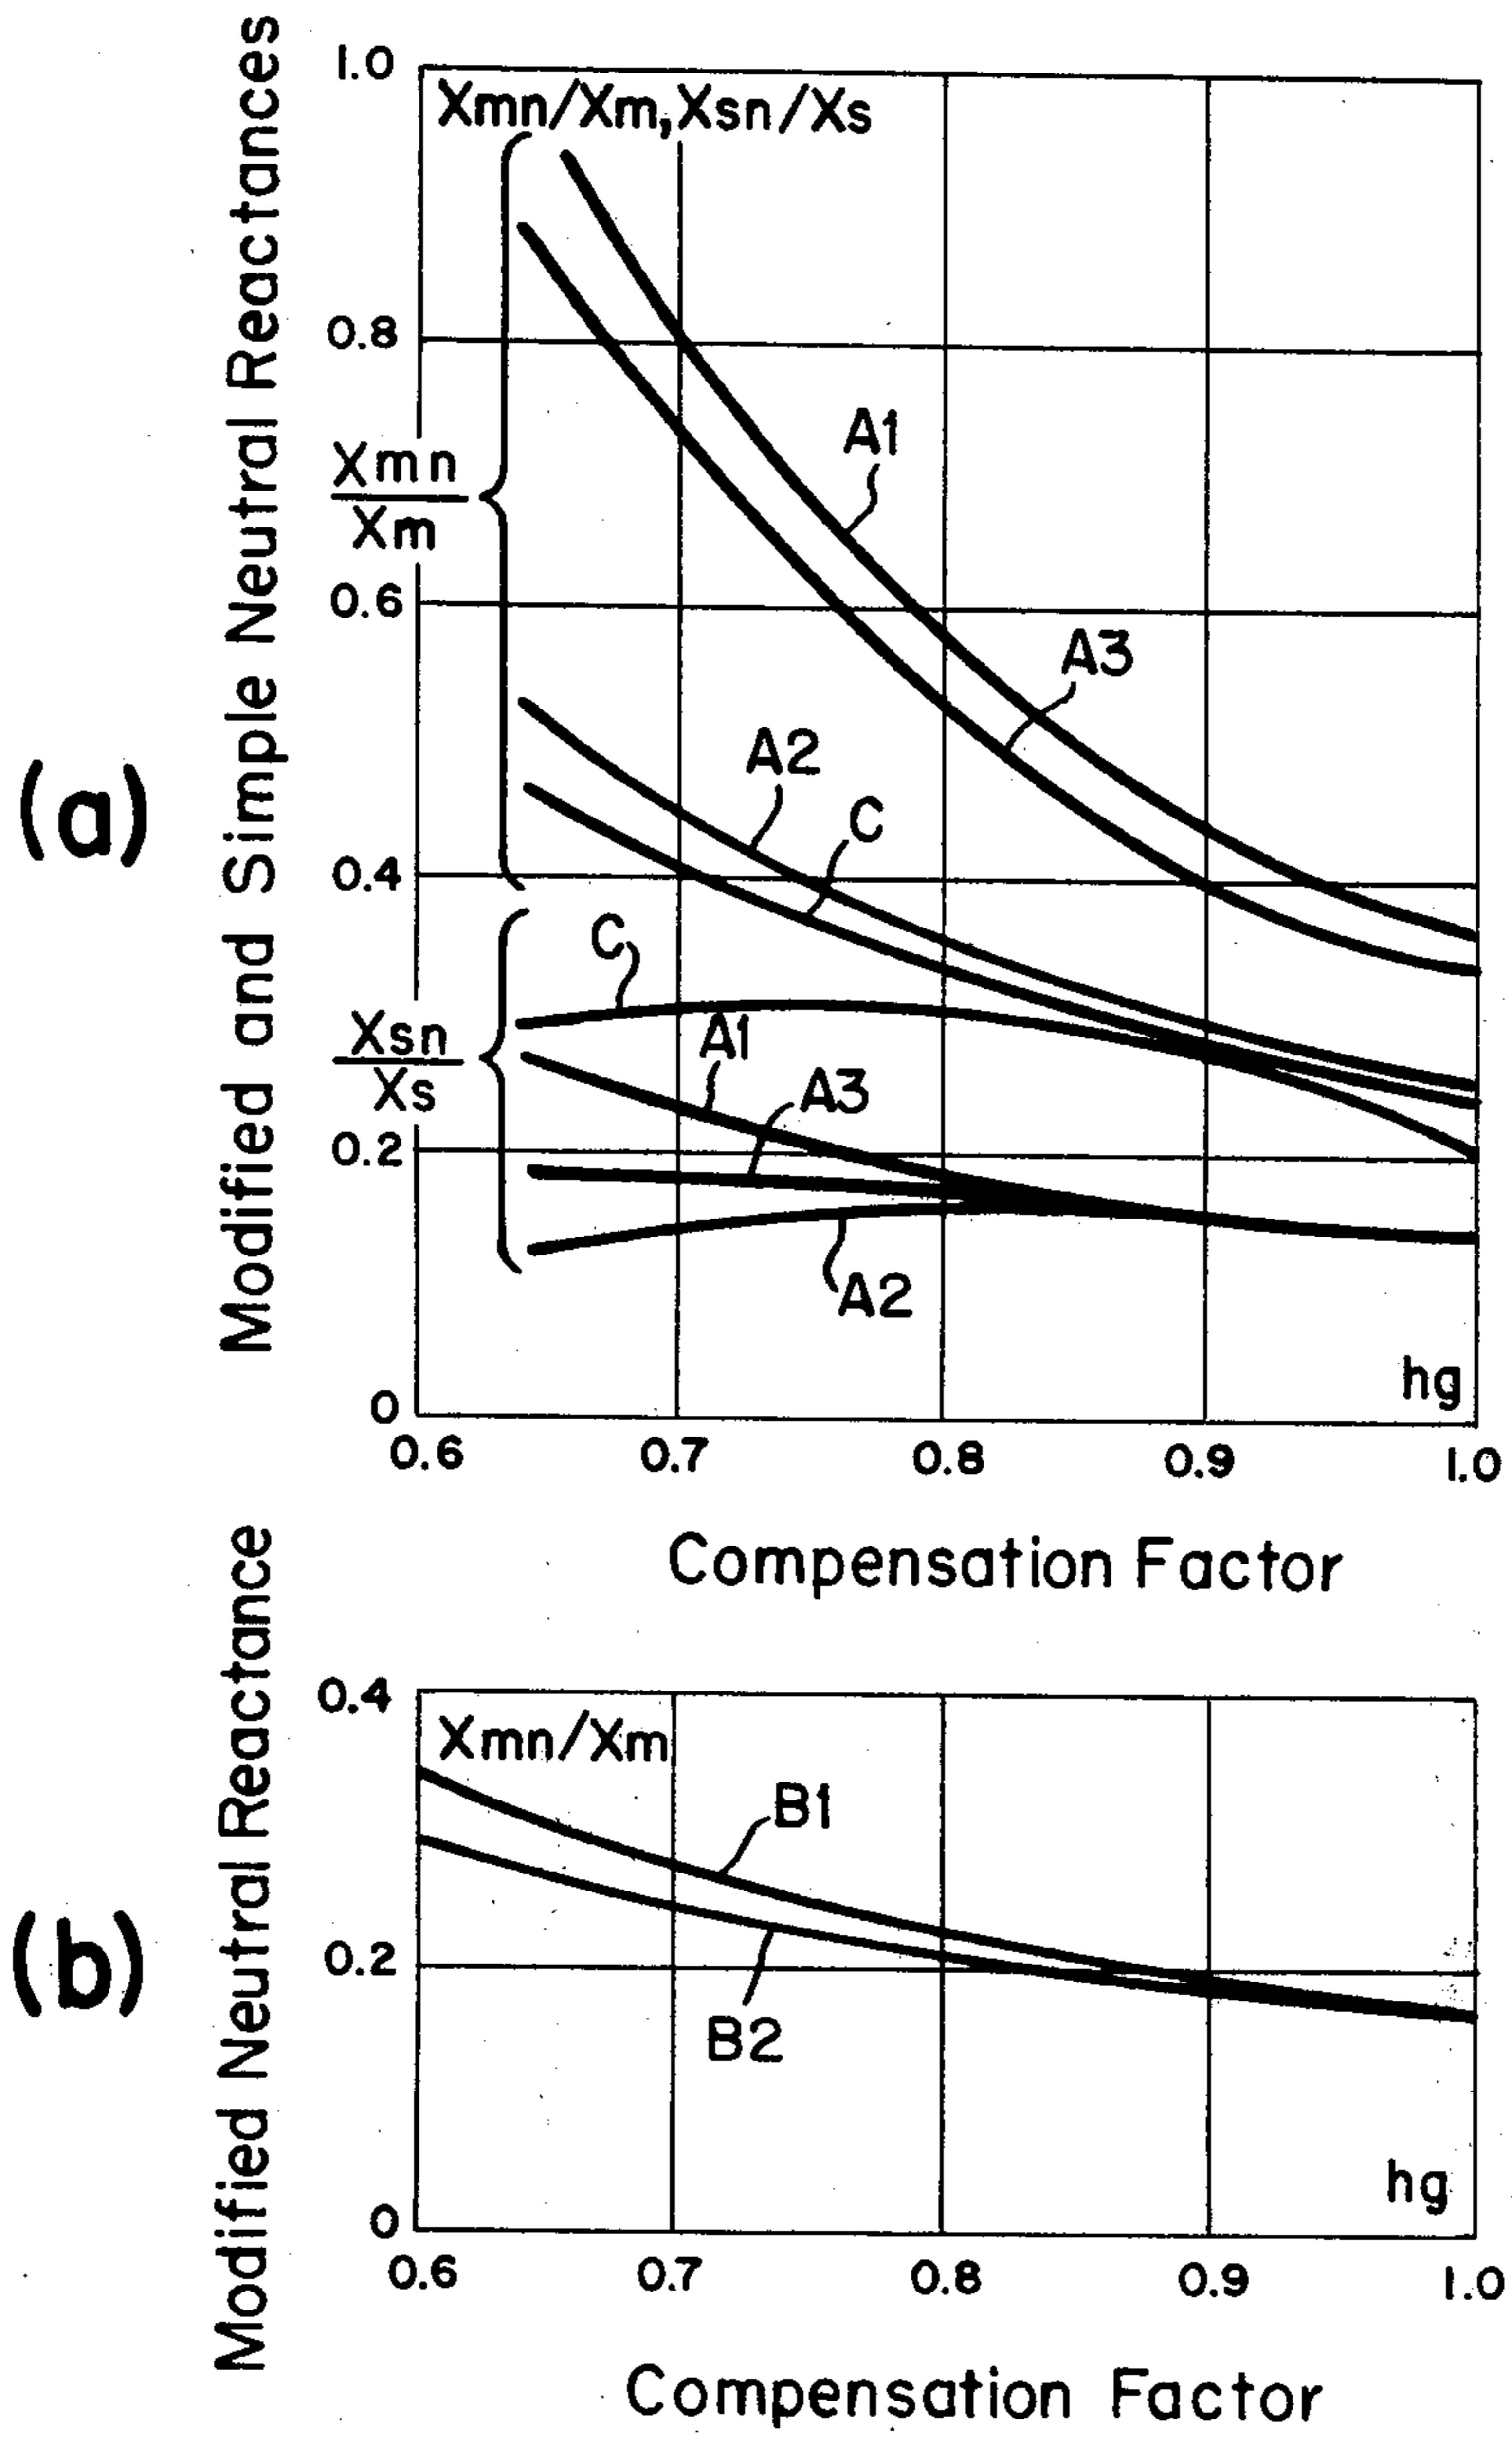 (a)
Modified and Simple Neutral Reactances
1.0
0.8
0.6
0.4
0.2
0
Xmn/Xm, Xsn/Xs
Xmn
Xm
A1
A3
A2
C
Xsn
Xs
C
A1
A3
A2
hg
0.6 0.7 0.8 0.9 1.0
Compensation Factor
(b)
Modified Neutral Reactance
0.4
0.2
0
Xmn/Xm
B1
B2
hg
0.6 0.7 0.8 0.9 1.0
Compensation Factor